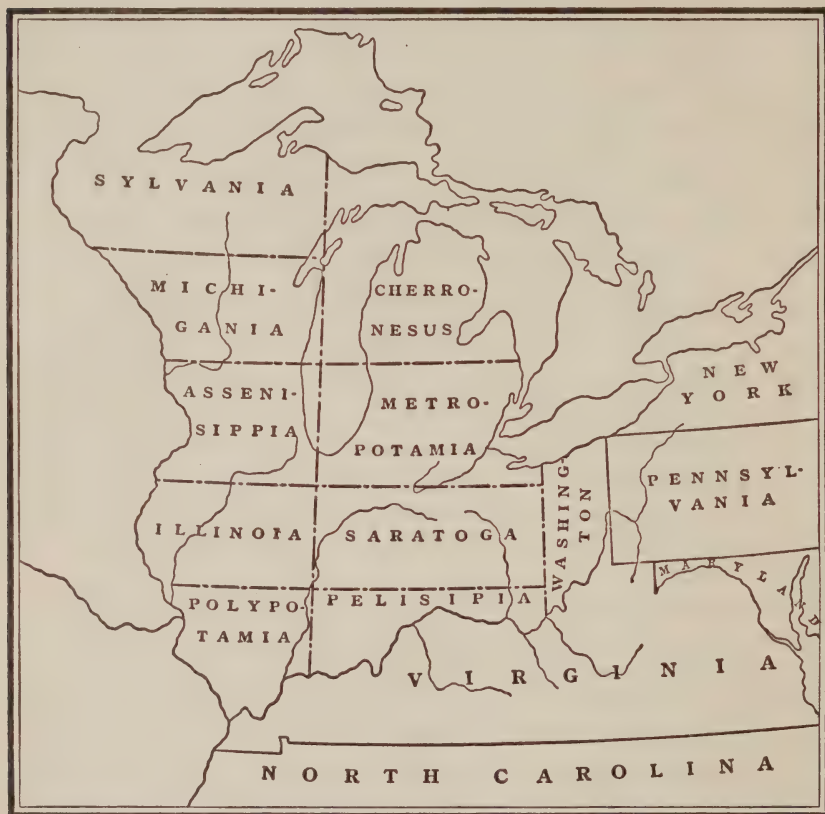 SYLVANIA
MICHI-
GANIA
CHERRO-
NESUS
NEW
YORK
ASSENI-
SIPPIA
METRO-
POTAMIA
WASHING-
TON
PENNSYL-
VANIA
ILLINOIA
SARATOGA
MARYLAND
POLYPO-
TAMIA
PELISIPIA
VIRGINIA
NORTH CAROLINA